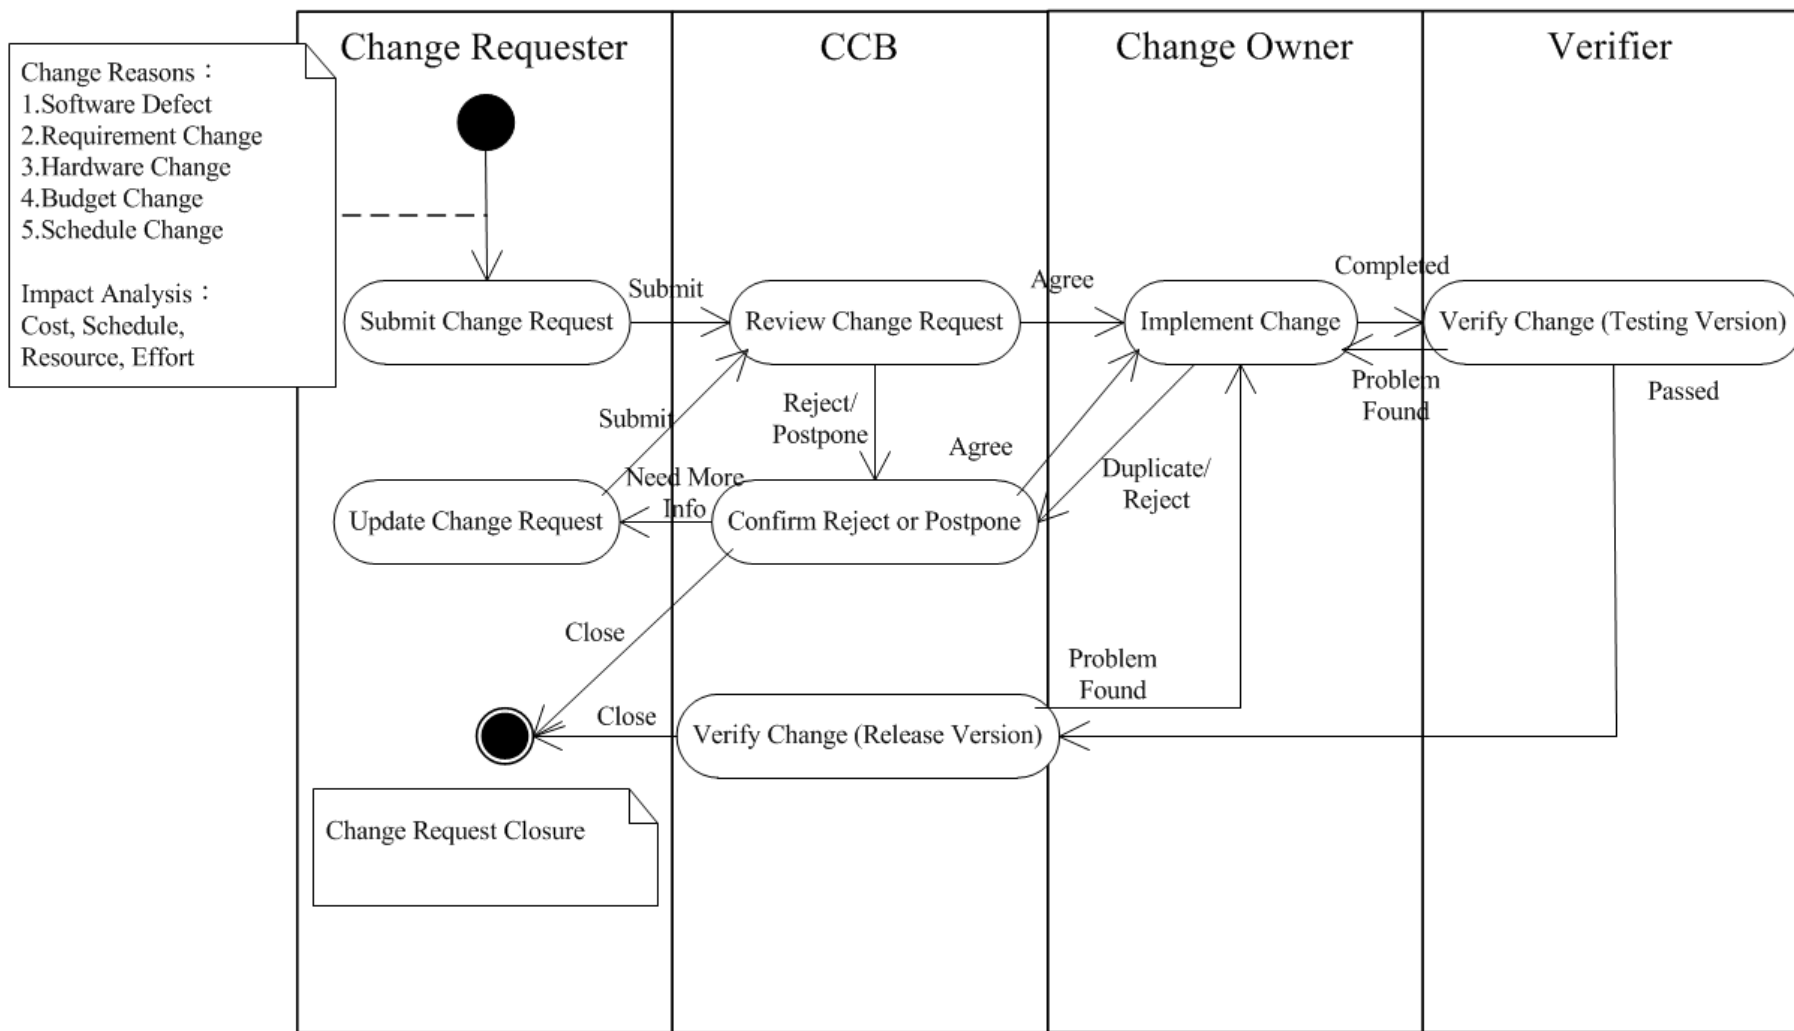 Change Requester
CCB
Change Owner
Verifier
Change Reasons：
1.Software Defect
2.Requirement Change
3.Hardware Change
4.Budget Change
5.Schedule Change
Impact Analysis：
Cost, Schedule,
Resource, Effort
Submit Change Request
Submit
Review Change Request
Agree
Implement Change
Completed
Verify Change (Testing Version)
Problem
Found
Passed
Submit
Reject/
Postpone
Agree
Duplicate/
Reject
Update Change Request
Need More
Info
Confirm Reject or Postpone
Close
Problem
Found
Close
Verify Change (Release Version)
Change Request Closure